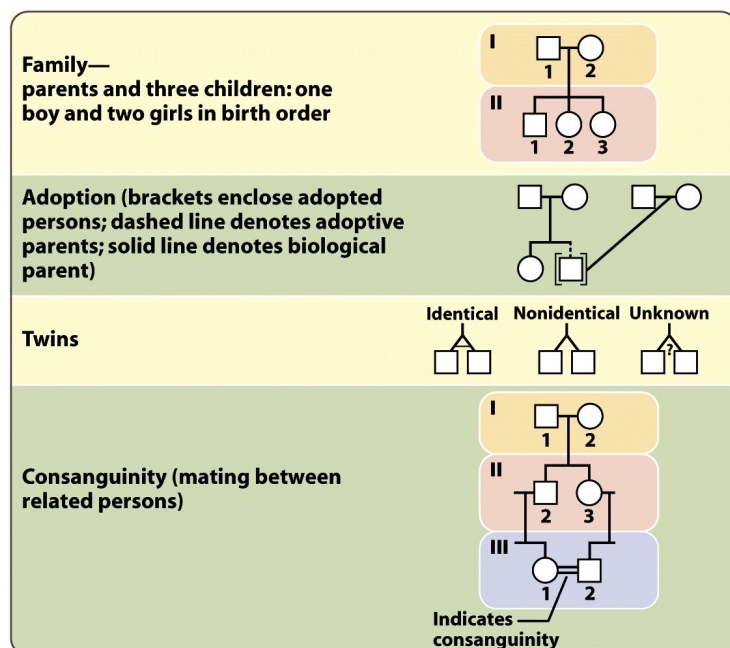 Family—
parents and three children: one
boy and two girls in birth order
I
1 2
II
1 2 3
Adoption (brackets enclose adopted
persons; dashed line denotes adoptive
parents; solid line denotes biological
parent)
Twins
Identical Nonidentical Unknown
?
Consanguinity (mating between
related persons)
I
1 2
II
2 3
III
1 2
Indicates
consanguinity